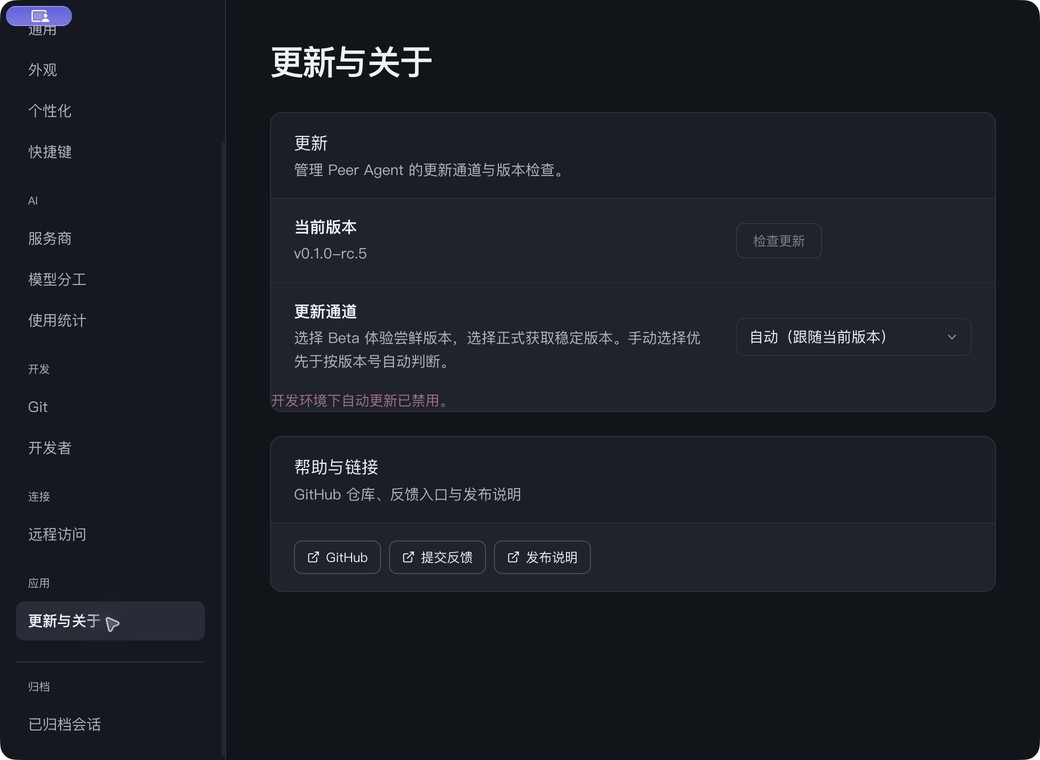 通用
外观
个性化
快捷键
AI
服务商
模型分工
使用统计
开发
Git
开发者
连接
远程访问
应用
更新与关于
归档
已归档会话
更新与关于
更新
管理 Peer Agent 的更新通道与版本检查。
当前版本
v0.1.0-rc.5
检查更新
更新通道
选择 Beta 体验尝鲜版本，选择正式获取稳定版本。手动选择优
先于按版本号自动判断。
自动（跟随当前版本）
开发环境下自动更新已禁用。
帮助与链接
GitHub 仓库、反馈入口与发布说明
GitHub
提交反馈
发布说明